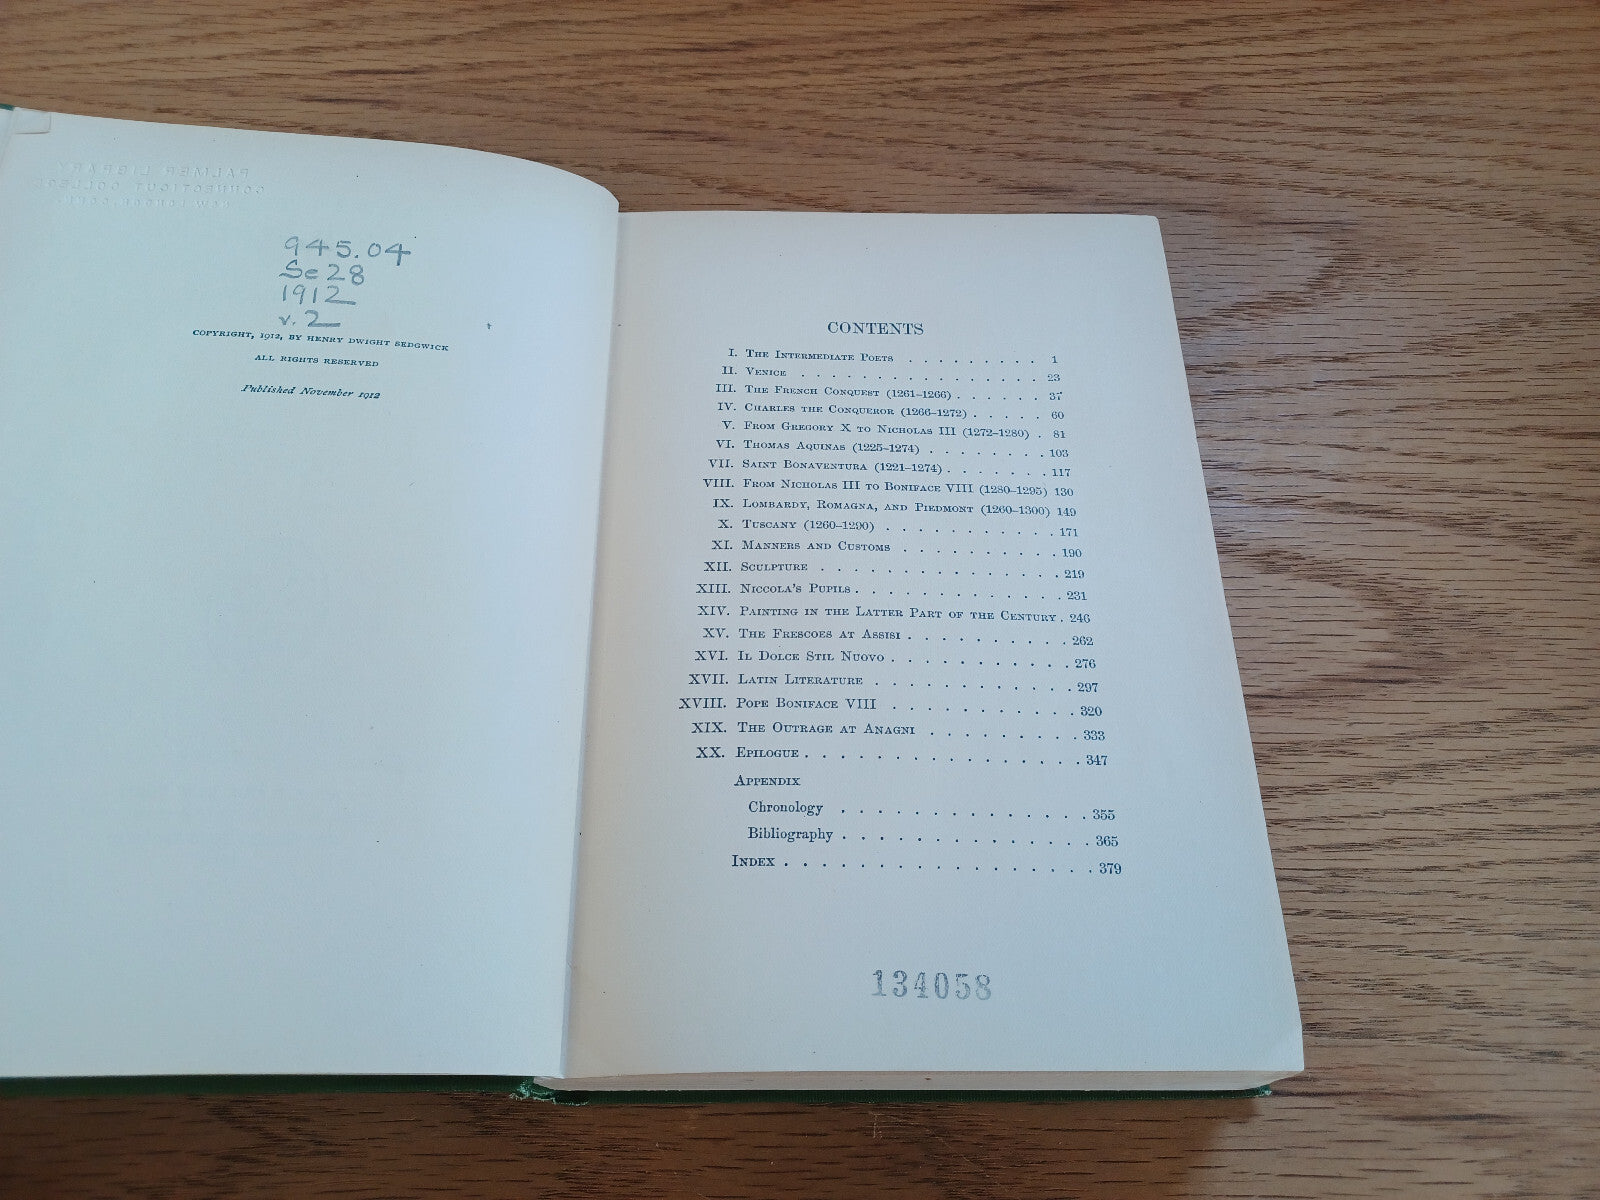 PALMER LIBRARY
CONNECTICUT COLLEGE
NEW LONDON, CONN.
945.04
Se28
1912
v. 2
COPYRIGHT, 1912, BY HENRY DWIGHT SEDGWICK
ALL RIGHTS RESERVED
Published November 1912
CONTENTS
I. THE INTERMEDIATE POETS . . . . . . . . . 1
II. VENICE . . . . . . . . . . . . . . . 23
III. THE FRENCH CONQUEST (1261–1266) . . . . . . 37
IV. CHARLES THE CONQUEROR (1266–1272) . . . . . 60
V. FROM GREGORY X TO NICHOLAS III (1272–1280) . 81
VI. THOMAS AQUINAS (1225–1274) . . . . . . . . 103
VII. SAINT BONAVENTURA (1221–1274) . . . . . . . 117
VIII. FROM NICHOLAS III TO BONIFACE VIII (1280–1295) 130
IX. LOMBARDY, ROMAGNA, AND PIEDMONT (1260–1300) 149
X. TUSCANY (1260–1290) . . . . . . . . . . . 171
XI. MANNERS AND CUSTOMS . . . . . . . . . . 190
XII. SCULPTURE . . . . . . . . . . . . . . . 219
XIII. NICCOLA'S PUPILS . . . . . . . . . . . . . 231
XIV. PAINTING IN THE LATTER PART OF THE CENTURY . 246
XV. THE FRESCOES AT ASSISI . . . . . . . . . . 262
XVI. IL DOLCE STIL NUOVO . . . . . . . . . . . 276
XVII. LATIN LITERATURE . . . . . . . . . . . . 297
XVIII. POPE BONIFACE VIII . . . . . . . . . . . 320
XIX. THE OUTRAGE AT ANAGNI . . . . . . . . . 333
XX. EPILOGUE . . . . . . . . . . . . . . . . 347
APPENDIX
Chronology . . . . . . . . . . . . . . 355
Bibliography . . . . . . . . . . . . . . 365
INDEX . . . . . . . . . . . . . . . . . 379
134058